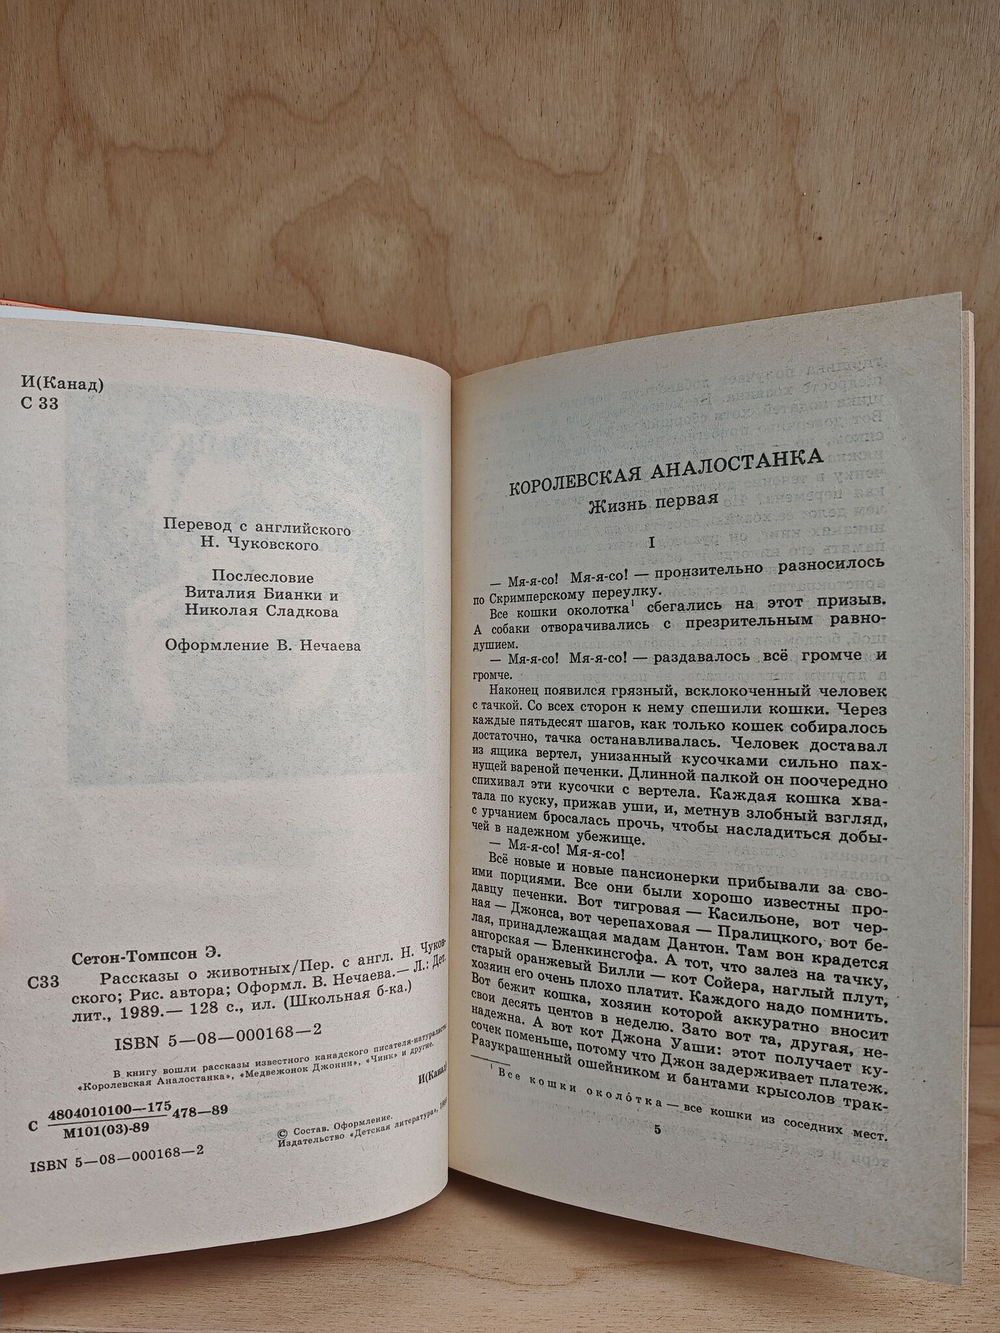 И(Канад)
С 33
Перевод с английского
Н. Чуковского
Послесловие
Виталия Бианки и
Николая Сладкова
Оформление В. Нечаева
Сетон-Томпсон Э.
С33 Рассказы о животных/Пер. с англ. Н. Чуков-
ского; Рис. автора; Оформл. В. Нечаева.— Л.: Дет.
лит., 1989.— 128 с., ил. (Школьная б-ка.)
ISBN 5—08—000168—2
В книгу вошли рассказы известного канадского писателя-натуралиста
«Королевская Аналостанка», «Медвежонок Джонни», «Чинк» и другие.
И(Канад)
С 4804010100—175 478—89
М101(03)-89
© Состав. Оформление.
Издательство «Детская литература»,
ISBN 5—08—000168—2
КОРОЛЕВСКАЯ АНАЛОСТАНКА
Жизнь первая
I
— Мя-я-со! Мя-я-со! — пронзительно разносилось
по Скримперскому переулку.
Все кошки околотка¹ сбегались на этот призыв.
А собаки отворачивались с презрительным равно-
душием.
— Мя-я-со! Мя-я-со! — раздавалось всё громче и
громче.
Наконец появился грязный, всклокоченный человек
с тачкой. Со всех сторон к нему спешили кошки. Через
каждые пятьдесят шагов, как только кошек собиралось
достаточно, тачка останавливалась. Человек доставал
из ящика вертел, унизанный кусочками сильно пах-
нущей вареной печенки. Длинной палкой он поочередно
спихивал эти кусочки с вертела. Каждая кошка хва-
тала по куску, прижав уши, и, метнув злобный взгляд,
с урчанием бросалась прочь, чтобы насладиться добы-
чей в надежном убежище.
— Мя-я-со! Мя-я-со!
Всё новые и новые пансионерки прибывали за сво-
ими порциями. Все они были хорошо известны про-
давцу печенки. Вот тигровая — Касильоне, вот чер-
ная — Джонса, вот черепаховая — Пралицкого, вот бе-
лая, принадлежащая мадам Дантон. Там вон крадется
ангорская — Бленкинсгофа. А тот, что залез на тачку,
старый оранжевый Билли — кот Сойера, наглый плут,
хозяин его очень плохо платит. Каждого надо помнить.
Вот бежит кошка, хозяин которой аккуратно вносит
свои десять центов в неделю. Зато вот та, другая, не-
надежна. А вот кот Джона Уаши: этот получает ку-
сочек поменьше, потому что Джон задерживает платеж.
Разукрашенный ошейником и бантами крысолов трак-
¹ Все кошки околóтка — все кошки из соседних мест.
5